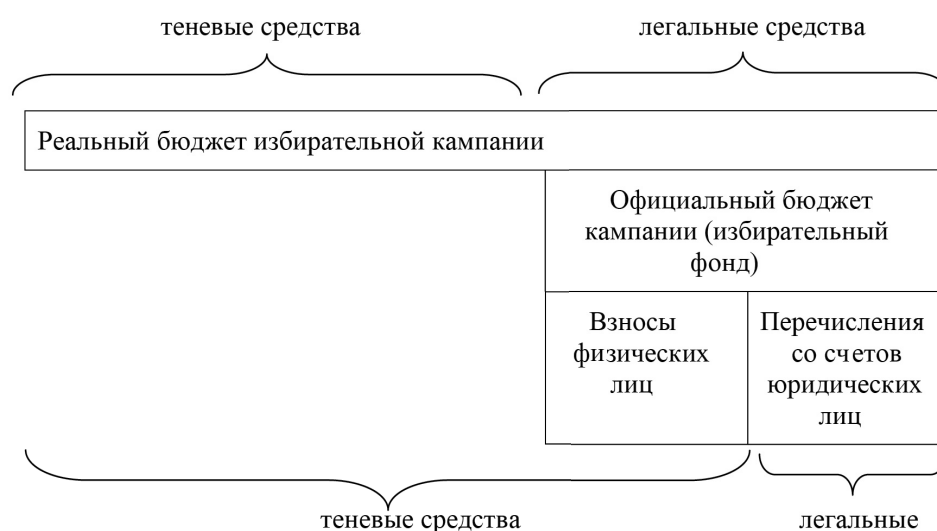 теневые средства
легальные средства
Реальный бюджет избирательной кампании
Официальный бюджет
кампании (избирательный
фонд)
Взносы
физических
лиц
Перечисления
со счетов
юридических
лиц
теневые средства
легальные